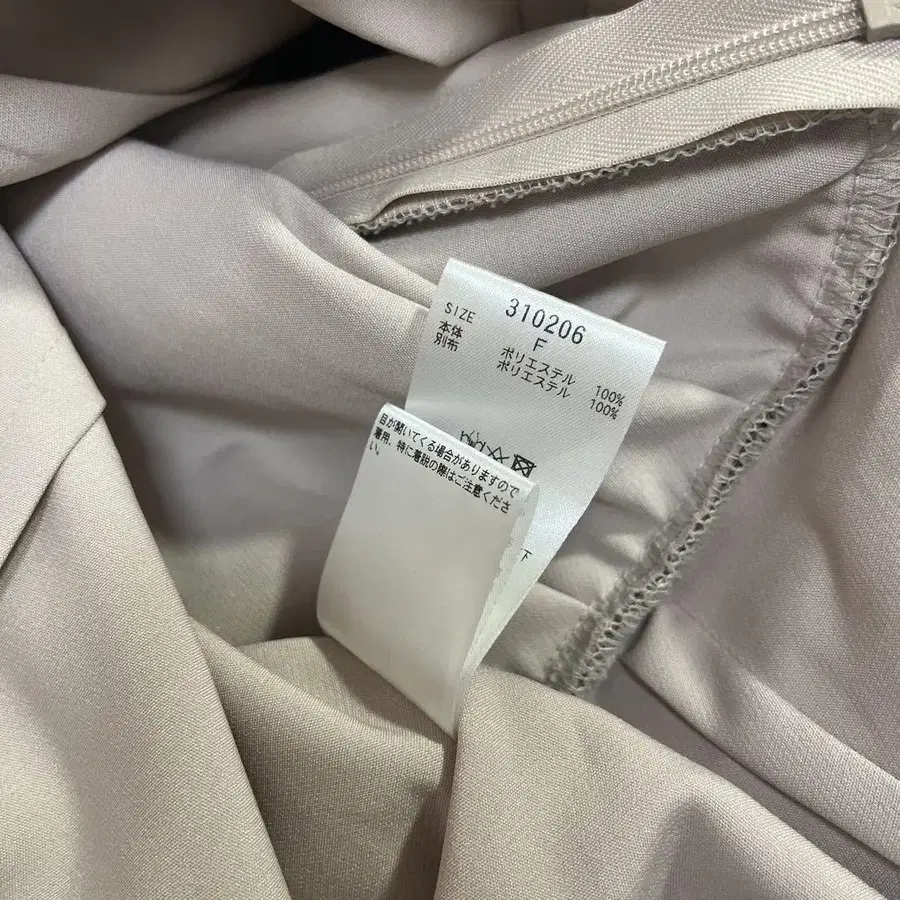 310206
SIZE F
本体 ポリエステル 100%
別布 ポリエステル 100%
目が開いてくる場合がありますので
着用、特に着脱の際はご注意くださ
い。
下